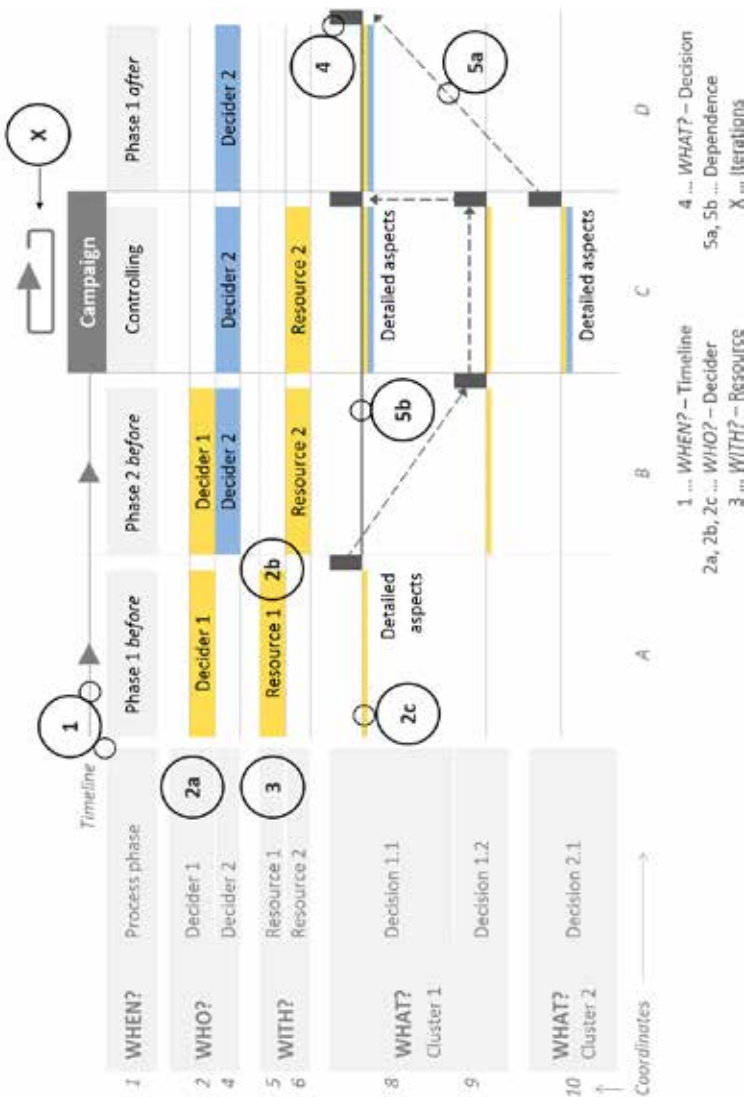 X
Campaign
Timeline
1
1 WHEN? Process phase Phase 1 before Phase 2 before Controlling Phase 1 after
2 WHO? Decider 1 2a Decider 1 Decider 1
4 Decider 2 Decider 2 Decider 2 Decider 2
5 WITH? Resource 1 3 Resource 1 2b
6 Resource 2 Resource 2 Resource 2
4
8 WHAT? Cluster 1 Decision 1.1
2c
Detailed aspects
5b
Detailed aspects
5a
9 Decision 1.2
10 WHAT? Cluster 2 Decision 2.1
Detailed aspects
Coordinates A B C D
1 ... WHEN? – Timeline
2a, 2b, 2c ... WHO? – Decider
3 ... WITH? – Resource
4 ... WHAT? – Decision
5a, 5b ... Dependence
X ... Iterations